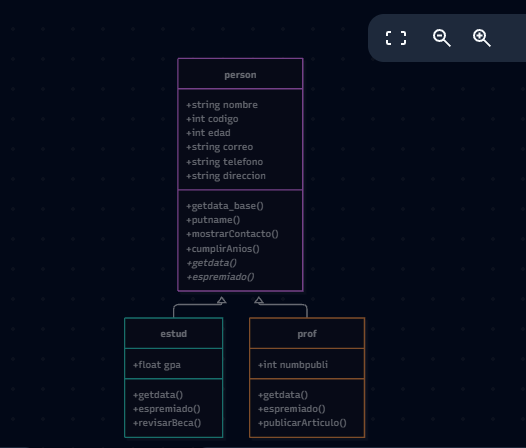 person
+string nombre
+int codigo
+int edad
+string correo
+string telefono
+string direccion
+getdata_base()
+putname()
+mostrarContacto()
+cumplirAnios()
+getdata()
+espremiado()
estud
+float gpa
+getdata()
+espremiado()
+revisarBeca()
prof
+int numbpubli
+getdata()
+espremiado()
+publicarArticulo()